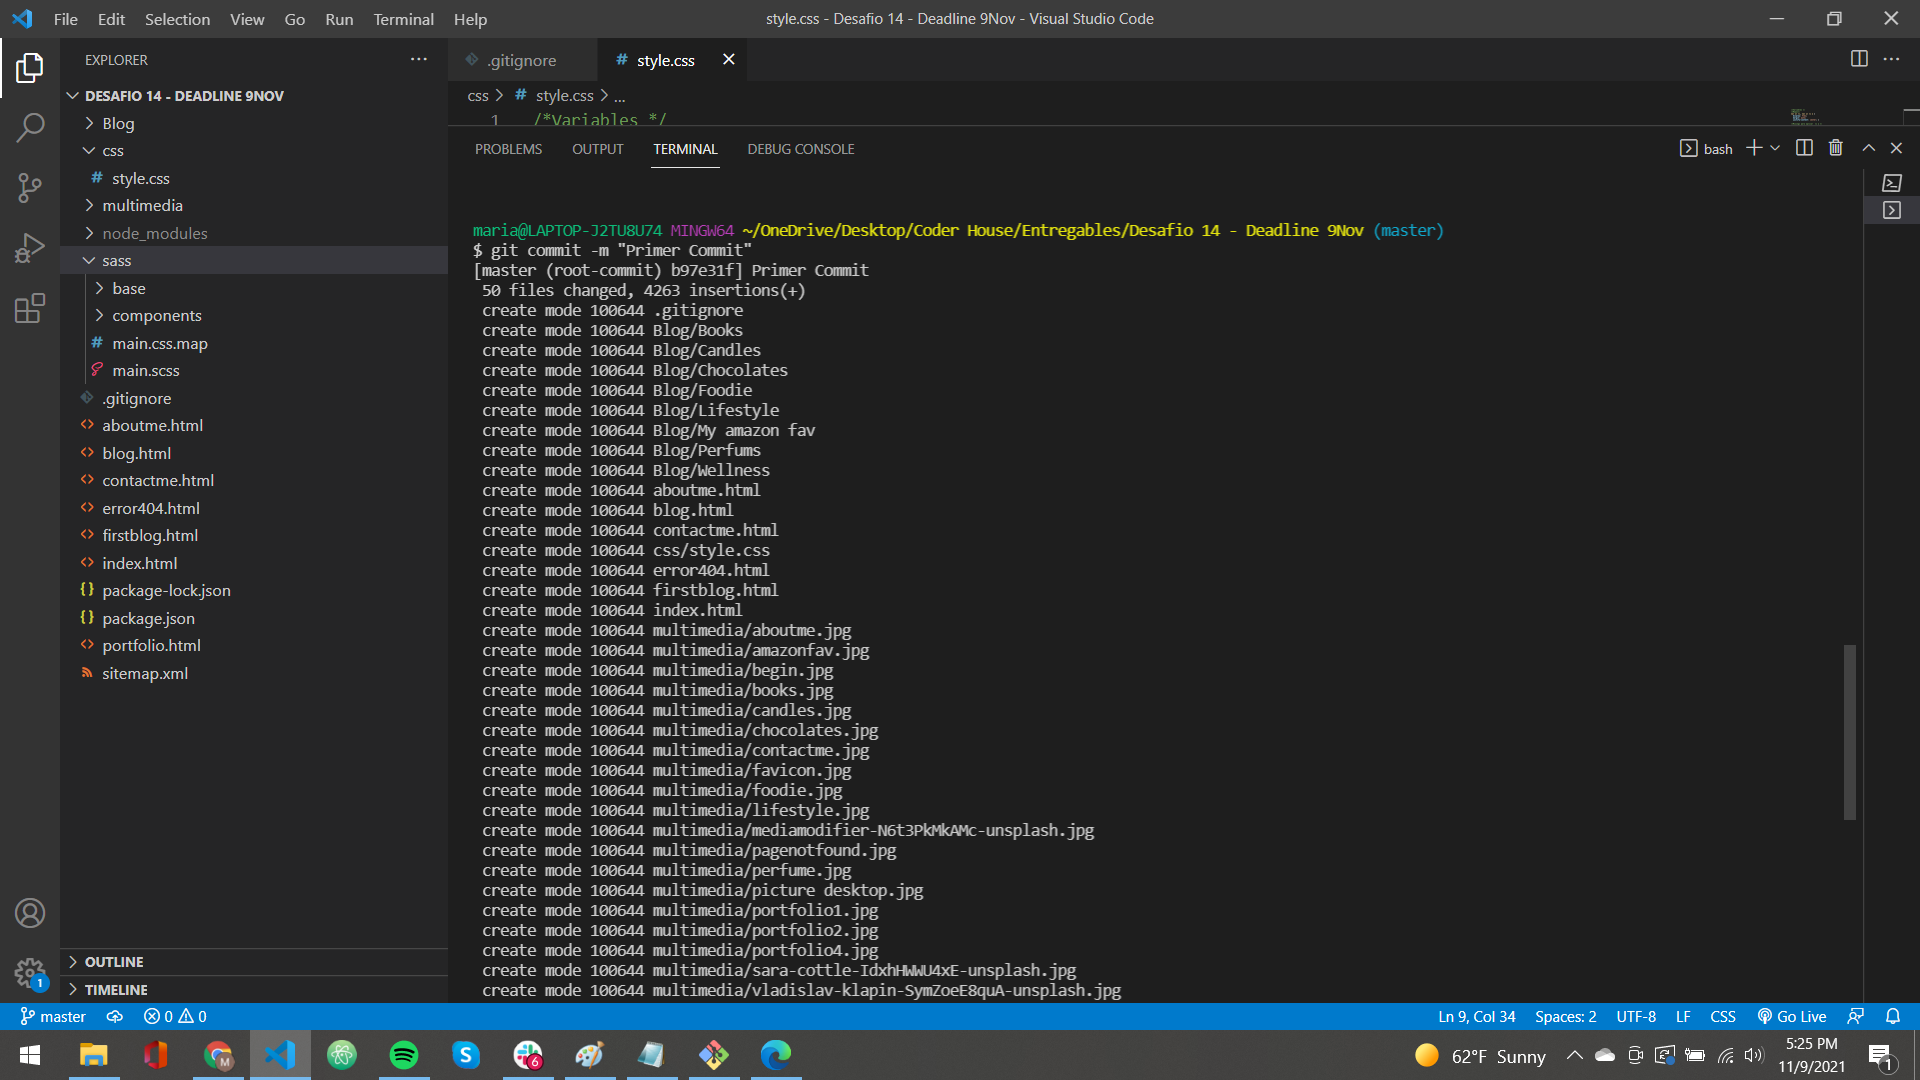 File Edit Selection View Go Run Terminal Help
style.css - Desafio 14 - Deadline 9Nov - Visual Studio Code
EXPLORER
DESAFIO 14 - DEADLINE 9NOV
Blog
css
style.css
multimedia
node_modules
sass
base
components
main.css.map
main.scss
.gitignore
aboutme.html
blog.html
contactme.html
error404.html
firstblog.html
index.html
package-lock.json
package.json
portfolio.html
sitemap.xml
OUTLINE
TIMELINE
.gitignore
style.css
css > style.css > ...
1 /*Variables */
PROBLEMS OUTPUT TERMINAL DEBUG CONSOLE
bash
maria@LAPTOP-J2TU8U74 MINGW64 ~/OneDrive/Desktop/Coder House/Entregables/Desafio 14 - Deadline 9Nov (master)
$ git commit -m "Primer Commit"
[master (root-commit) b97e31f] Primer Commit
50 files changed, 4263 insertions(+)
create mode 100644 .gitignore
create mode 100644 Blog/Books
create mode 100644 Blog/Candles
create mode 100644 Blog/Chocolates
create mode 100644 Blog/Foodie
create mode 100644 Blog/Lifestyle
create mode 100644 Blog/My amazon fav
create mode 100644 Blog/Perfums
create mode 100644 Blog/Wellness
create mode 100644 aboutme.html
create mode 100644 blog.html
create mode 100644 contactme.html
create mode 100644 css/style.css
create mode 100644 error404.html
create mode 100644 firstblog.html
create mode 100644 index.html
create mode 100644 multimedia/aboutme.jpg
create mode 100644 multimedia/amazonfav.jpg
create mode 100644 multimedia/begin.jpg
create mode 100644 multimedia/books.jpg
create mode 100644 multimedia/candles.jpg
create mode 100644 multimedia/chocolates.jpg
create mode 100644 multimedia/contactme.jpg
create mode 100644 multimedia/favicon.jpg
create mode 100644 multimedia/foodie.jpg
create mode 100644 multimedia/lifestyle.jpg
create mode 100644 multimedia/mediamodifier-N6t3PkMkAMc-unsplash.jpg
create mode 100644 multimedia/pagenotfound.jpg
create mode 100644 multimedia/perfume.jpg
create mode 100644 multimedia/picture desktop.jpg
create mode 100644 multimedia/portfolio1.jpg
create mode 100644 multimedia/portfolio2.jpg
create mode 100644 multimedia/portfolio4.jpg
create mode 100644 multimedia/sara-cottle-IdxhHWWU4xE-unsplash.jpg
create mode 100644 multimedia/vladislav-klapin-SymZoeE8quA-unsplash.jpg
1
master 0 0
Ln 9, Col 34 Spaces: 2 UTF-8 LF CSS Go Live
M
6
62°F Sunny
5:25 PM
11/9/2021
1